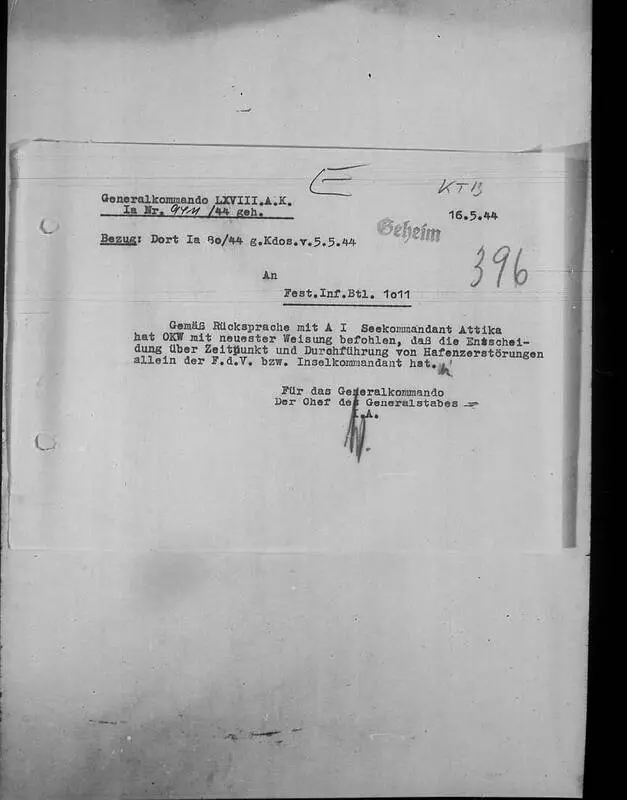 KTB
Generalkommando LXVIII.A.K.
Ia Nr. /44 geh.
16.5.44
Geheim
Bezug: Dort Ia 80/44 g.Kdos.v.5.5.44
396
An
Fest.Inf.Btl. 1o11
Gemäß Rücksprache mit A I Seekommandant Attika
hat OKW mit neuester Weisung befohlen, daß die Entschei-
dung über Zeitpunkt und Durchführung von Hafenzerstörungen
allein der F.d.V. bzw. Inselkommandant hat.
Für das Generalkommando
Der Chef des Generalstabes
I.A.